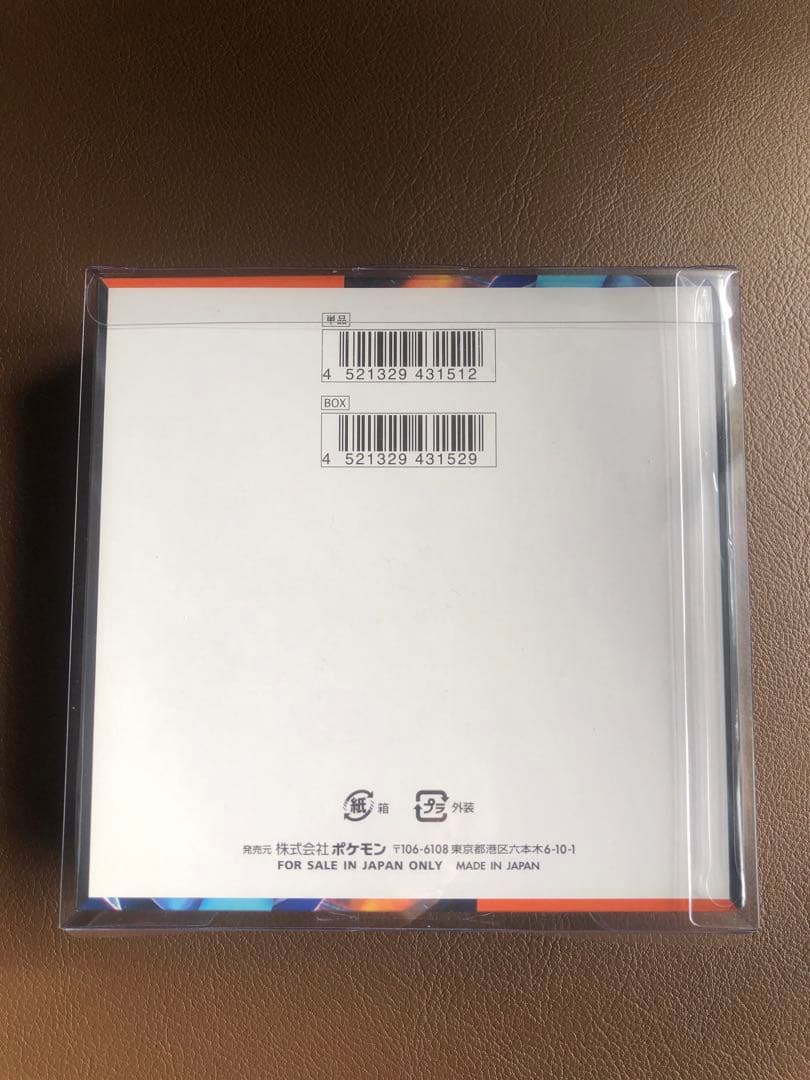 単品
4 521329 431512
BOX
4 521329 431529
紙 箱 プラ 外装
発売元 株式会社 ポケモン 〒106-6108 東京都港区六本木6-10-1
FOR SALE IN JAPAN ONLY MADE IN JAPAN